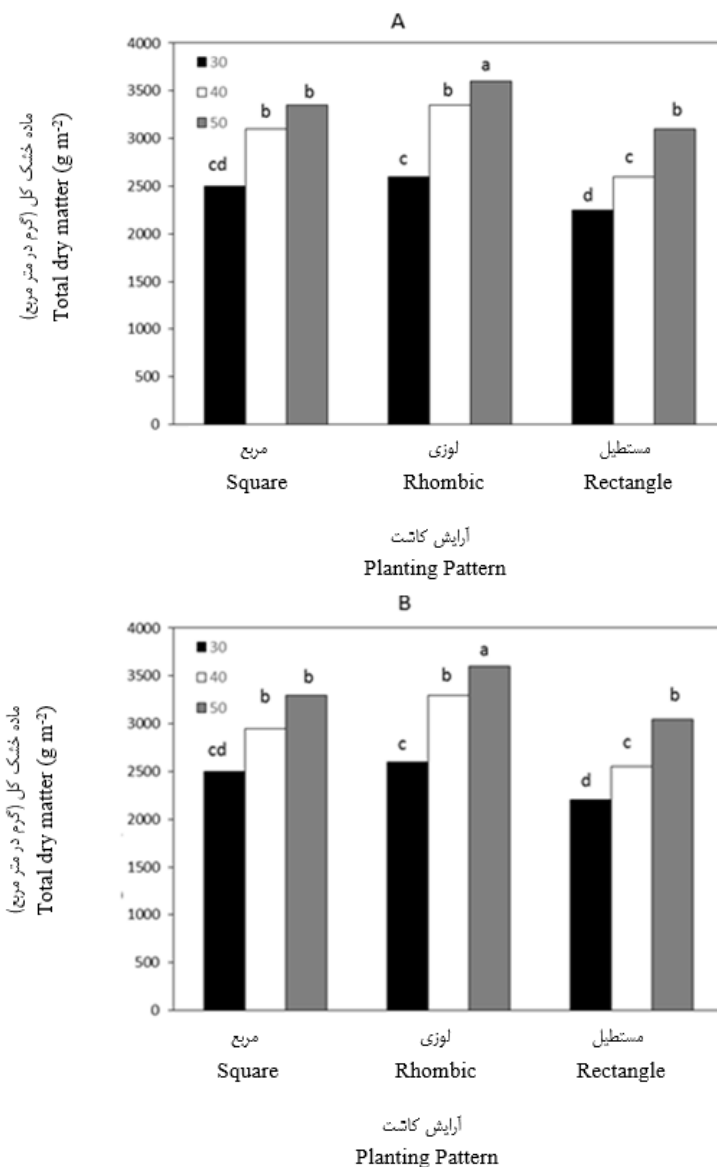 A
ماده خشک کل (گرم در متر مربع)
Total dry matter (g m-2)
4000
3500
3000
2500
2000
1500
1000
500
0
30
40
50
cd
b
b
c
b
a
d
c
b
مربع
لوزی
مستطیل
Square
Rhombic
Rectangle
آرایش کاشت
Planting Pattern
B
ماده خشک کل (گرم در متر مربع)
Total dry matter (g m-2)
4000
3500
3000
2500
2000
1500
1000
500
0
30
40
50
cd
b
b
c
b
a
d
c
b
مربع
لوزی
مستطیل
Square
Rhombic
Rectangle
آرایش کاشت
Planting Pattern